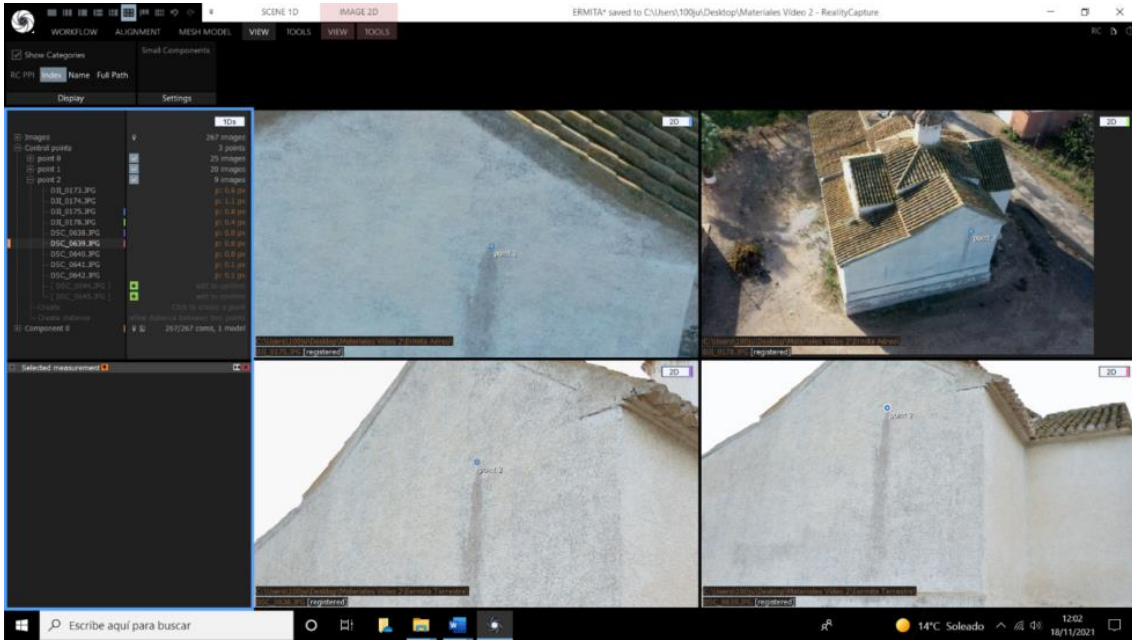 SCENE 1D IMAGE 2D ERMITA* saved to C:\Users\100ju\Desktop\Materiales Vídeo 2 - RealityCapture
WORKFLOW ALIGNMENT MESH MODEL VIEW TOOLS VIEW TOOLS
Show Categories Small Components
RC PPI Index Name Full Path
Display Settings
1Ds
Images 267 images
Control points 3 points
point 0 25 images
point 1 20 images
point 2 9 images
DJI_0173.JPG
DJI_0174.JPG
DJI_0175.JPG
DJI_0178.JPG
DSC_0638.JPG
DSC_0639.JPG
DSC_0640.JPG
DSC_0641.JPG
DSC_0642.JPG
Component 0 267/267 cams, 1 model
Selected measurement
2D
point 2
[registered]
2D
point
[registered]
2D
point 2
[registered]
2D
point 2
[registered]
Escribe aquí para buscar
14°C Soleado
12:02
18/11/2021